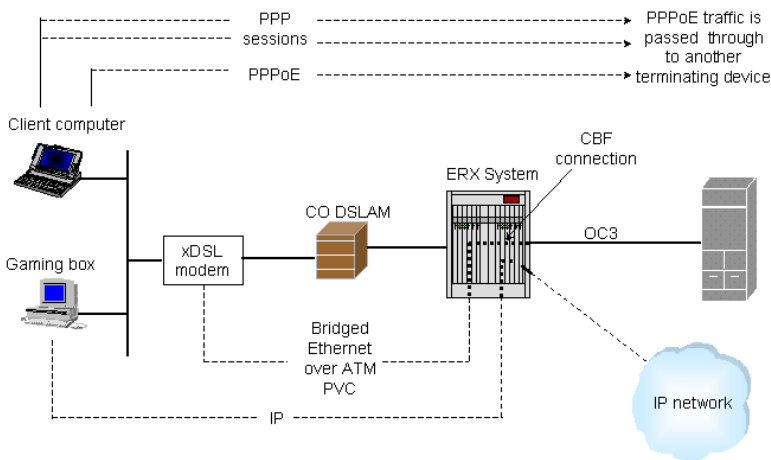 PPP
sessions
PPPoE
PPPoE traffic is
passed through
to another
terminating device
Client computer
CBF
connection
ERX System
CO DSLAM
OC3
xDSL
modem
Gaming box
Bridged
Ethernet
over ATM
PVC
IP
IP network